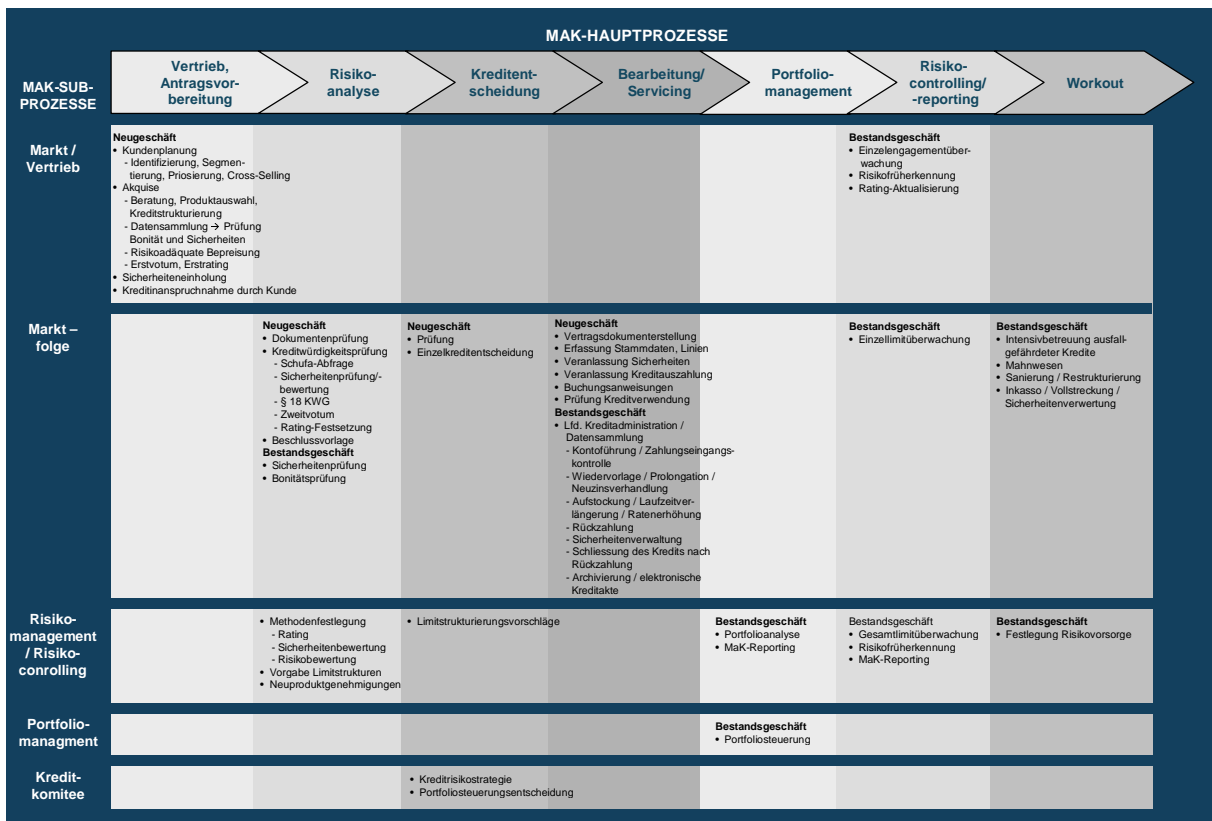 MAK-HAUPTPROZESSE
MAK-SUB-
PROZESSE
Vertrieb,
Antragsvor-
bereitung
Risiko-
analyse
Kreditent-
scheidung
Bearbeitung/
Servicing
Portfolio-
management
Risiko-
controlling/
-reporting
Workout
Markt /
Vertrieb
Neugeschäft
• Kundenplanung
- Identifizierung, Segmen-
tierung, Priosierung, Cross-Selling
• Akquise
- Beratung, Produktauswahl,
Kreditstrukturierung
- Datensammlung → Prüfung
Bonität und Sicherheiten
- Risikoadäquate Bepreisung
- Erstvotum, Erstrating
• Sicherheiteneinholung
• Kreditinanspruchnahme durch Kunde
Bestandsgeschäft
• Einzelengagementüber-
wachung
• Risikofrüherkennung
• Rating-Aktualisierung
Markt –
folge
Neugeschäft
• Dokumentenprüfung
• Kreditwürdigkeitsprüfung
- Schufa-Abfrage
- Sicherheitenprüfung/-
bewertung
- § 18 KWG
- Zweitvotum
- Rating-Festsetzung
• Beschlussvorlage
Bestandsgeschäft
• Sicherheitenprüfung
• Bonitätsprüfung
Neugeschäft
• Prüfung
• Einzelkreditentscheidung
Neugeschäft
• Vertragsdokumenterstellung
• Erfassung Stammdaten, Linien
• Veranlassung Sicherheiten
• Veranlassung Kreditauszahlung
• Buchungsanweisungen
• Prüfung Kreditverwendung
Bestandsgeschäft
• Lfd. Kreditadministration /
Datensammlung
- Kontoführung / Zahlungseingangs-
kontrolle
- Wiedervorlage / Prolongation /
Neuzinsverhandlung
- Aufstockung / Laufzeitver-
längerung / Ratenerhöhung
- Rückzahlung
- Sicherheitenverwaltung
- Schliessung des Kredits nach
Rückzahlung
- Archivierung / elektronische
Kreditakte
Bestandsgeschäft
• Einzellimitüberwachung
Bestandsgeschäft
• Intensivbetreuung ausfall-
gefährdeter Kredite
• Mahnwesen
• Sanierung / Restrukturierung
• Inkasso / Vollstreckung /
Sicherheitenverwertung
Risiko-
management
/ Risiko-
conrolling
• Methodenfestlegung
- Rating
- Sicherheitenbewertung
- Risikobewertung
• Vorgabe Limitstrukturen
• Neuproduktgenehmigungen
• Limitstrukturierungsvorschläge
Bestandsgeschäft
• Portfolioanalyse
• MaK-Reporting
Bestandsgeschäft
• Gesamtlimitüberwachung
• Risikofrüherkennung
• MaK-Reporting
Bestandsgeschäft
• Festlegung Risikovorsorge
Portfolio-
managment
Bestandsgeschäft
• Portfoliosteuerung
Kredit-
komitee
• Kreditrisikostrategie
• Portfoliosteuerungsentscheidung